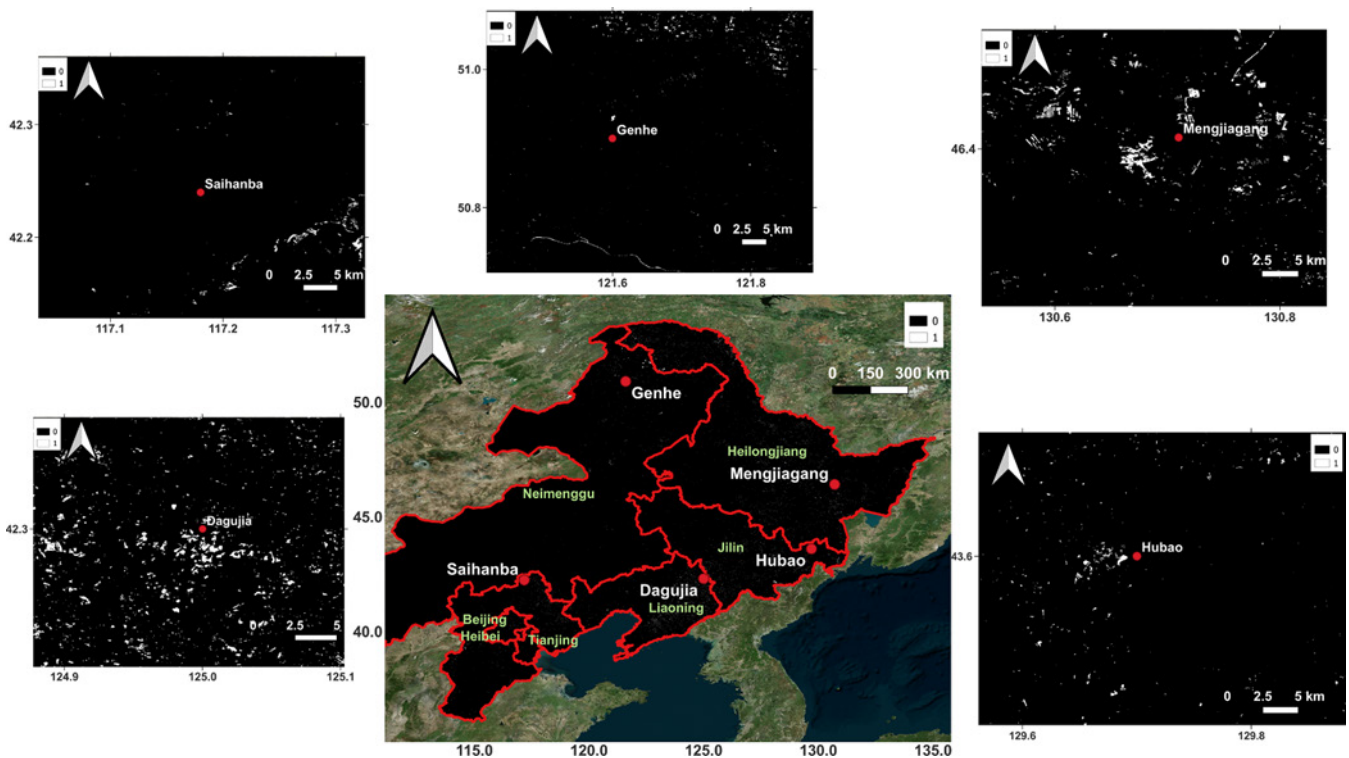 0
1
42.3
Saihanba
42.2
0 2.5 5 km
117.1 117.2 117.3
0
1
51.0
Genhe
50.8
0 2.5 5 km
121.6 121.8
0
1
Mengjiagang
46.4
0 2.5 5 km
130.6 130.8
0
1
0 150 300 km
50.0
Genhe
Heilongjiang
Mengjiagang
Neimenggu
45.0
Jilin
Hubao
Saihanba
Dagujia
Liaoning
Beijing
Heibei
Tianjing
40.0
115.0 120.0 125.0 130.0 135.0
0
1
42.3
Dagujia
0 2.5 5 km
124.9 125.0 125.1
0
1
43.6
Hubao
0 2.5 5 km
129.6 129.8